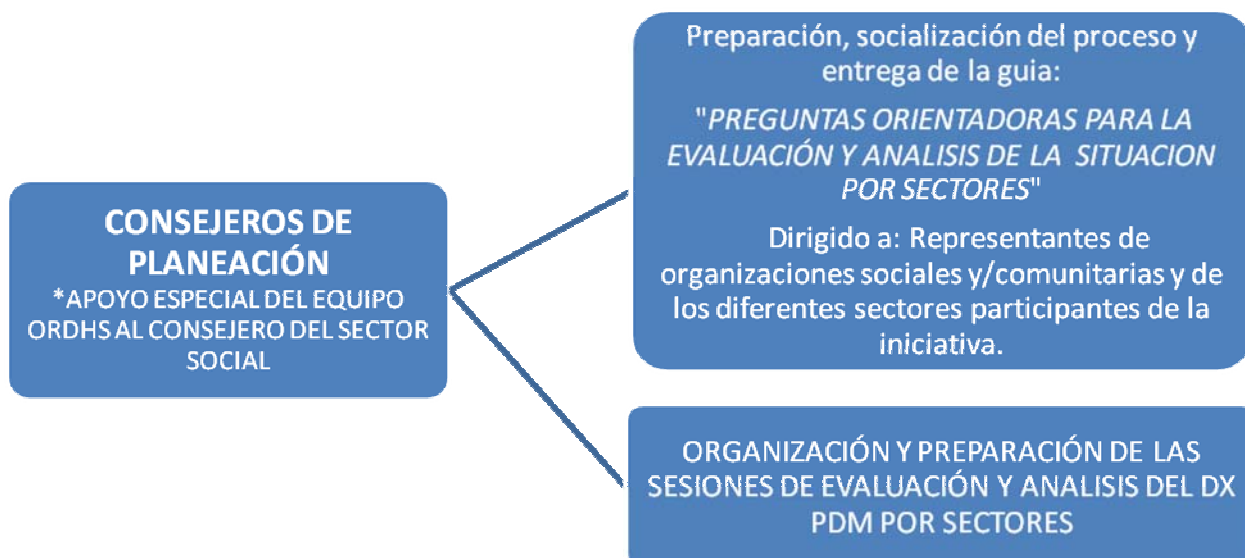 CONSEJEROS DE
PLANEACIÓN
*APOYO ESPECIAL DEL EQUIPO
ORDHS AL CONSEJERO DEL SECTOR
SOCIAL
Preparación, socialización del proceso y
entrega de la guia:
"PREGUNTAS ORIENTADORAS PARA LA
EVALUACIÓN Y ANALISIS DE LA SITUACION
POR SECTORES"
Dirigido a: Representantes de
organizaciones sociales y/comunitarias y de
los diferentes sectores participantes de la
iniciativa.
ORGANIZACIÓN Y PREPARACIÓN DE LAS
SESIONES DE EVALUACIÓN Y ANALISIS DEL DX
PDM POR SECTORES